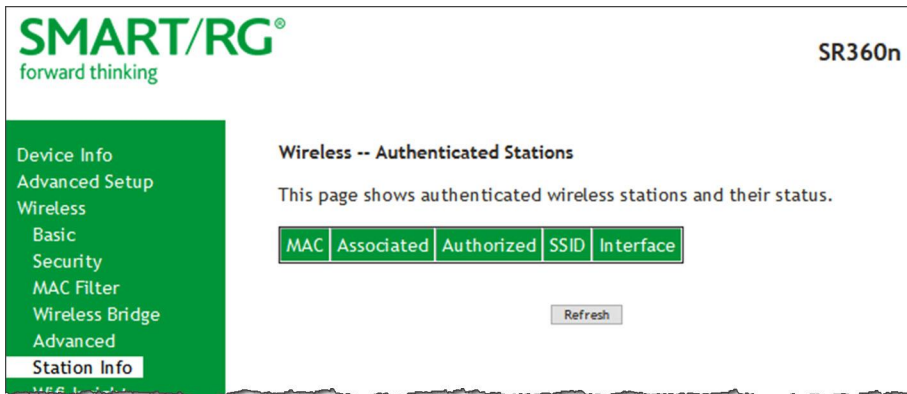 SMART/RG®
forward thinking
SR360n
Device Info
Advanced Setup
Wireless
Basic
Security
MAC Filter
Wireless Bridge
Advanced
Station Info
Wireless -- Authenticated Stations
This page shows authenticated wireless stations and their status.
MAC Associated Authorized SSID Interface
Refresh